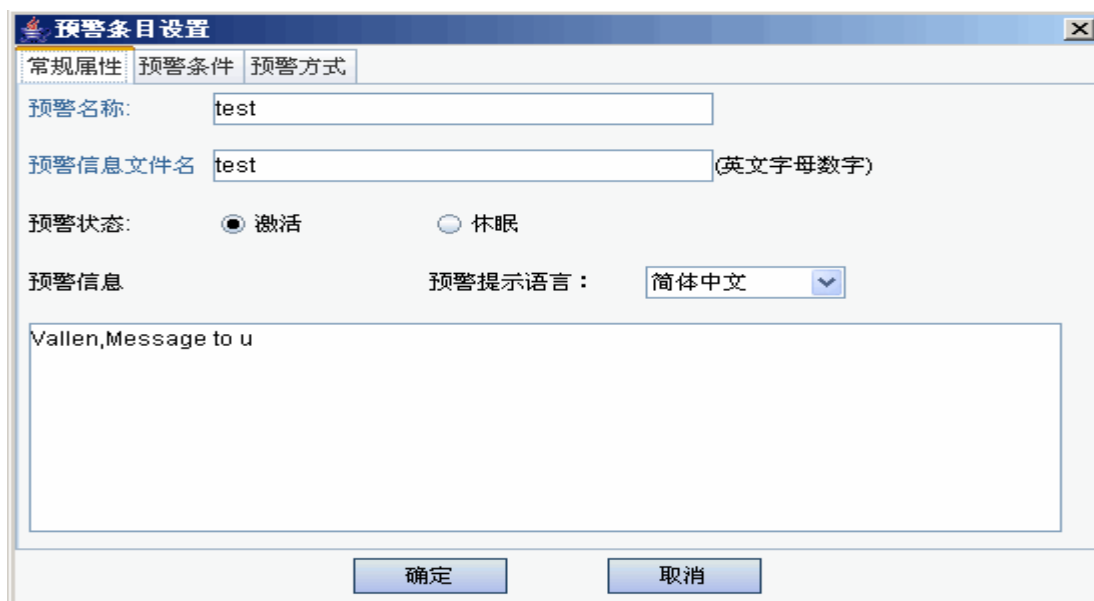 预警条目设置
常规属性 预警条件 预警方式
预警名称: test
预警信息文件名 test (英文字母数字)
预警状态: 激活 休眠
预警信息 预警提示语言： 简体中文
Vallen,Message to u
确定 取消